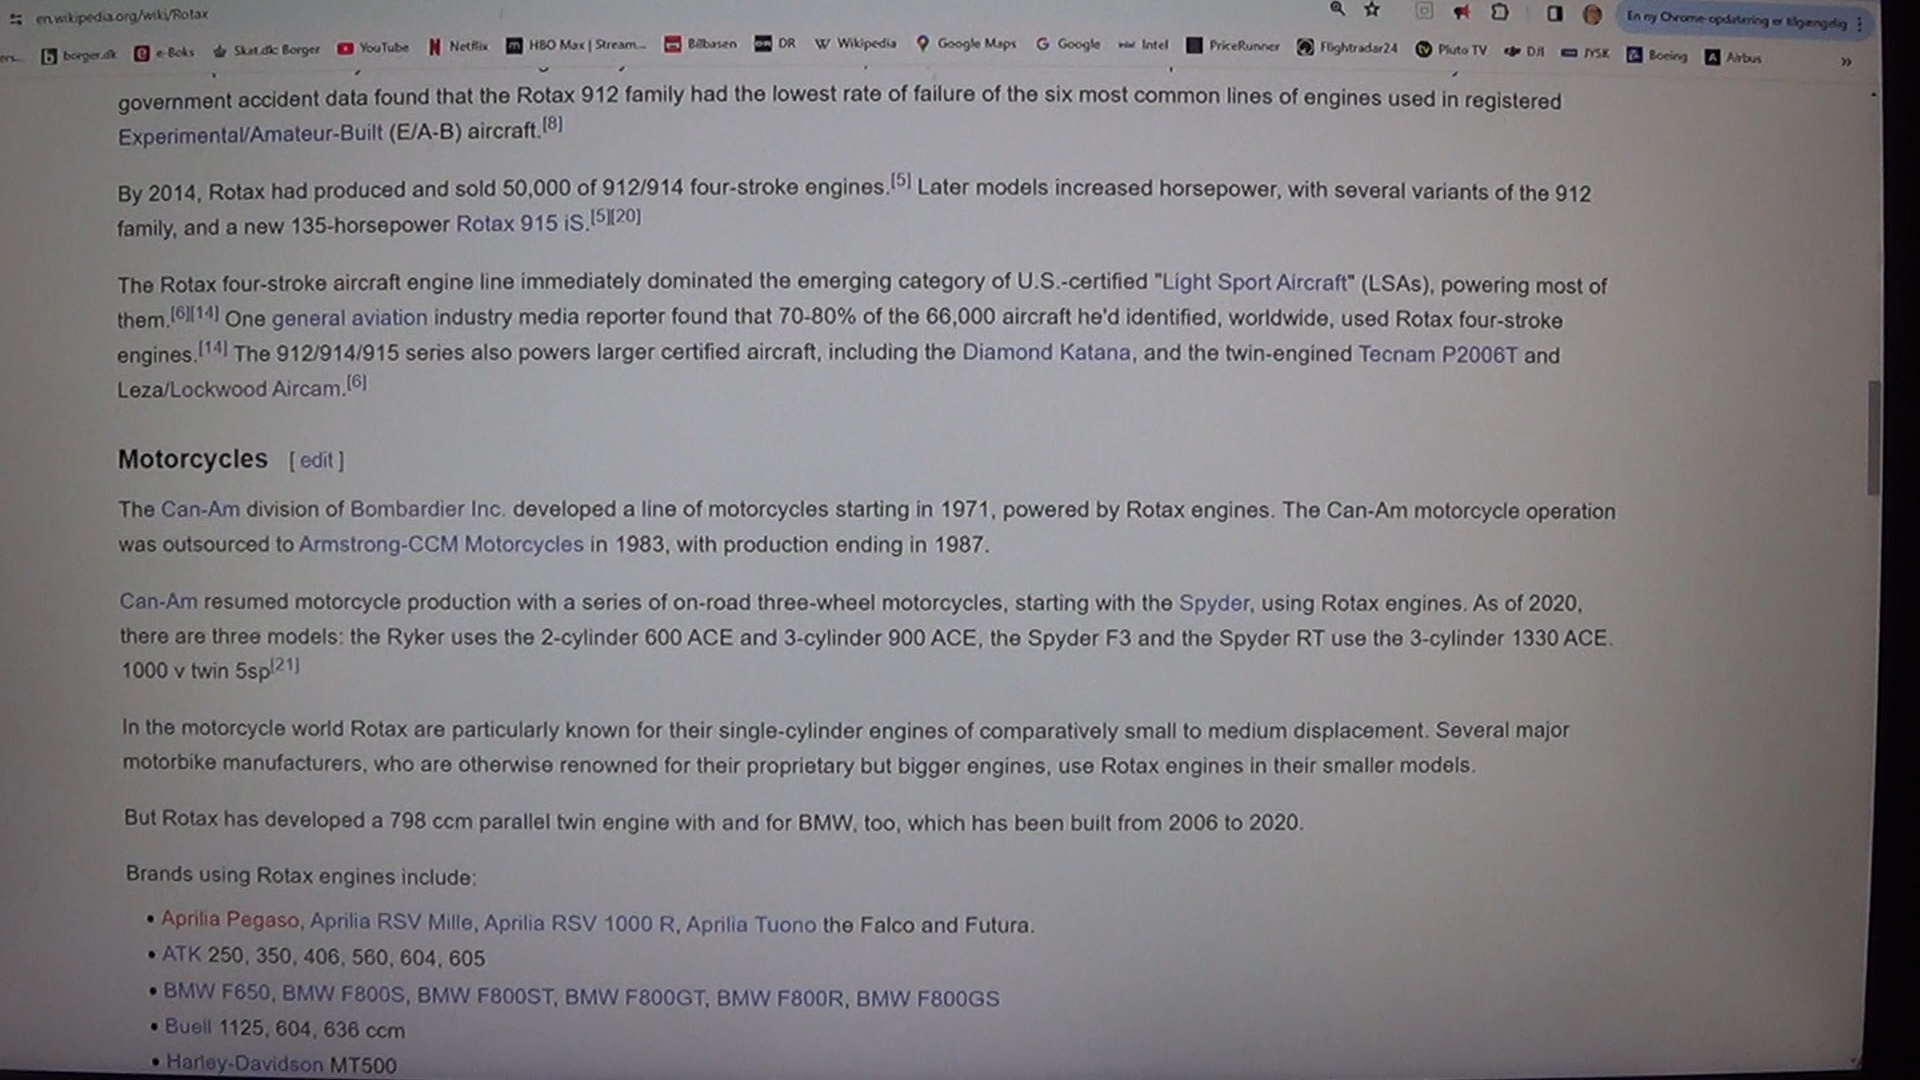 en.wikipedia.org/wiki/Rotax
En ny Chrome-opdatering er tilgængelig
borger.dk e-Boks Skat.dk: Borger YouTube Netflix HBO Max | Stream... Bilbasen DR Wikipedia Google Maps Google Intel PriceRunner Flightradar24 Pluto TV DJI JYSK Boeing Airbus »
government accident data found that the Rotax 912 family had the lowest rate of failure of the six most common lines of engines used in registered
Experimental/Amateur-Built (E/A-B) aircraft.[8]
By 2014, Rotax had produced and sold 50,000 of 912/914 four-stroke engines.[5] Later models increased horsepower, with several variants of the 912
family, and a new 135-horsepower Rotax 915 iS.[5][20]
The Rotax four-stroke aircraft engine line immediately dominated the emerging category of U.S.-certified "Light Sport Aircraft" (LSAs), powering most of
them.[6][14] One general aviation industry media reporter found that 70-80% of the 66,000 aircraft he'd identified, worldwide, used Rotax four-stroke
engines.[14] The 912/914/915 series also powers larger certified aircraft, including the Diamond Katana, and the twin-engined Tecnam P2006T and
Leza/Lockwood Aircam.[6]
Motorcycles [ edit ]
The Can-Am division of Bombardier Inc. developed a line of motorcycles starting in 1971, powered by Rotax engines. The Can-Am motorcycle operation
was outsourced to Armstrong-CCM Motorcycles in 1983, with production ending in 1987.
Can-Am resumed motorcycle production with a series of on-road three-wheel motorcycles, starting with the Spyder, using Rotax engines. As of 2020,
there are three models: the Ryker uses the 2-cylinder 600 ACE and 3-cylinder 900 ACE, the Spyder F3 and the Spyder RT use the 3-cylinder 1330 ACE.
1000 v twin 5sp[21]
In the motorcycle world Rotax are particularly known for their single-cylinder engines of comparatively small to medium displacement. Several major
motorbike manufacturers, who are otherwise renowned for their proprietary but bigger engines, use Rotax engines in their smaller models.
But Rotax has developed a 798 ccm parallel twin engine with and for BMW, too, which has been built from 2006 to 2020.
Brands using Rotax engines include:
• Aprilia Pegaso, Aprilia RSV Mille, Aprilia RSV 1000 R, Aprilia Tuono the Falco and Futura.
• ATK 250, 350, 406, 560, 604, 605
• BMW F650, BMW F800S, BMW F800ST, BMW F800GT, BMW F800R, BMW F800GS
• Buell 1125, 604, 636 ccm
• Harley-Davidson MT500